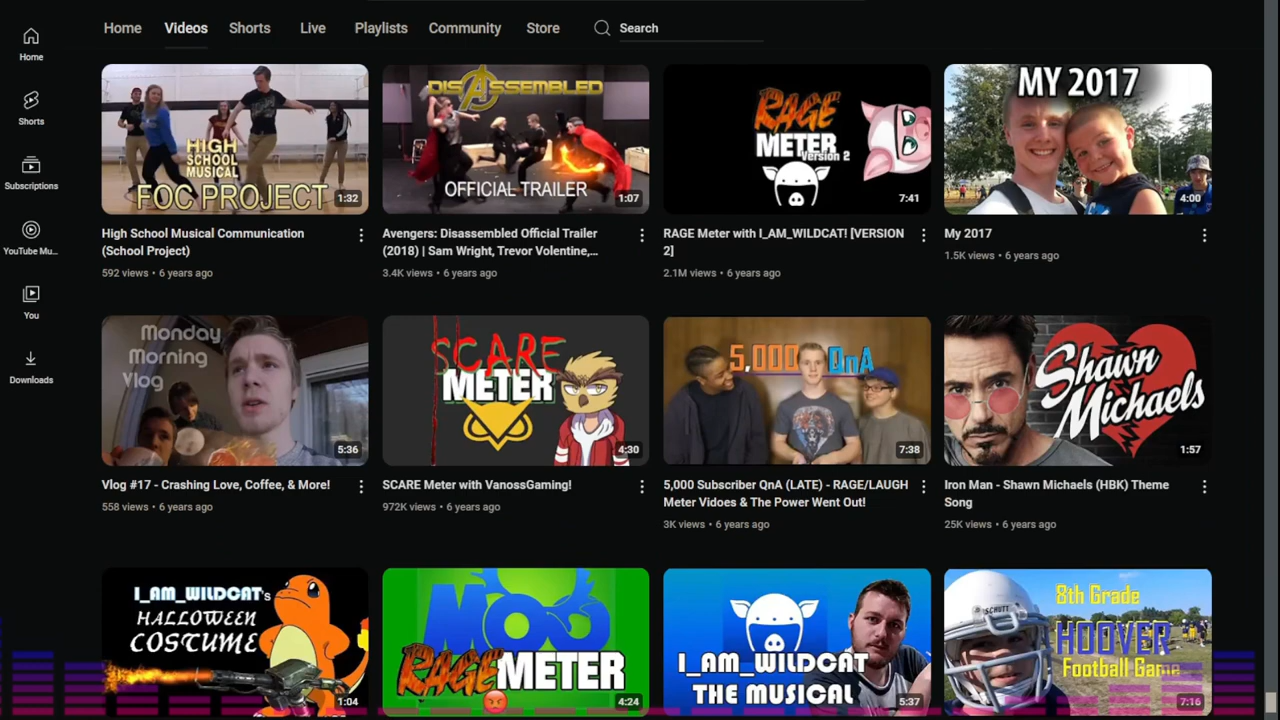 Home Videos Shorts Live Playlists Community Store Search
Home
Shorts
Subscriptions
YouTube Mu...
You
Downloads
HIGH
SCHOOL
MUSICAL
FOC PROJECT
1:32
High School Musical Communication
(School Project)
592 views • 6 years ago
DISASSEMBLED
OFFICIAL TRAILER
1:07
Avengers: Disassembled Official Trailer
(2018) | Sam Wright, Trevor Volentine,...
3.4K views • 6 years ago
RAGE
METER
Version 2
7:41
RAGE Meter with I_AM_WILDCAT! [VERSION
2]
2.1M views • 6 years ago
MY 2017
4:00
My 2017
1.5K views • 6 years ago
Monday
Morning
Vlog
5:36
Vlog #17 - Crashing Love, Coffee, & More!
558 views • 6 years ago
SCARE
METER
4:30
SCARE Meter with VanossGaming!
972K views • 6 years ago
5,000 QnA
7:38
5,000 Subscriber QnA (LATE) - RAGE/LAUGH
Meter Vidoes & The Power Went Out!
3K views • 6 years ago
Shawn
Michaels
1:57
Iron Man - Shawn Michaels (HBK) Theme
Song
25K views • 6 years ago
I_AM_WILDCAT's
HALLOWEEN
COSTUME
1:04
MOO
RAGE METER
4:24
I_AM_WILDCAT
THE MUSICAL
5:37
SCHUTT
8th Grade
HOOVER
Football Game
7:16